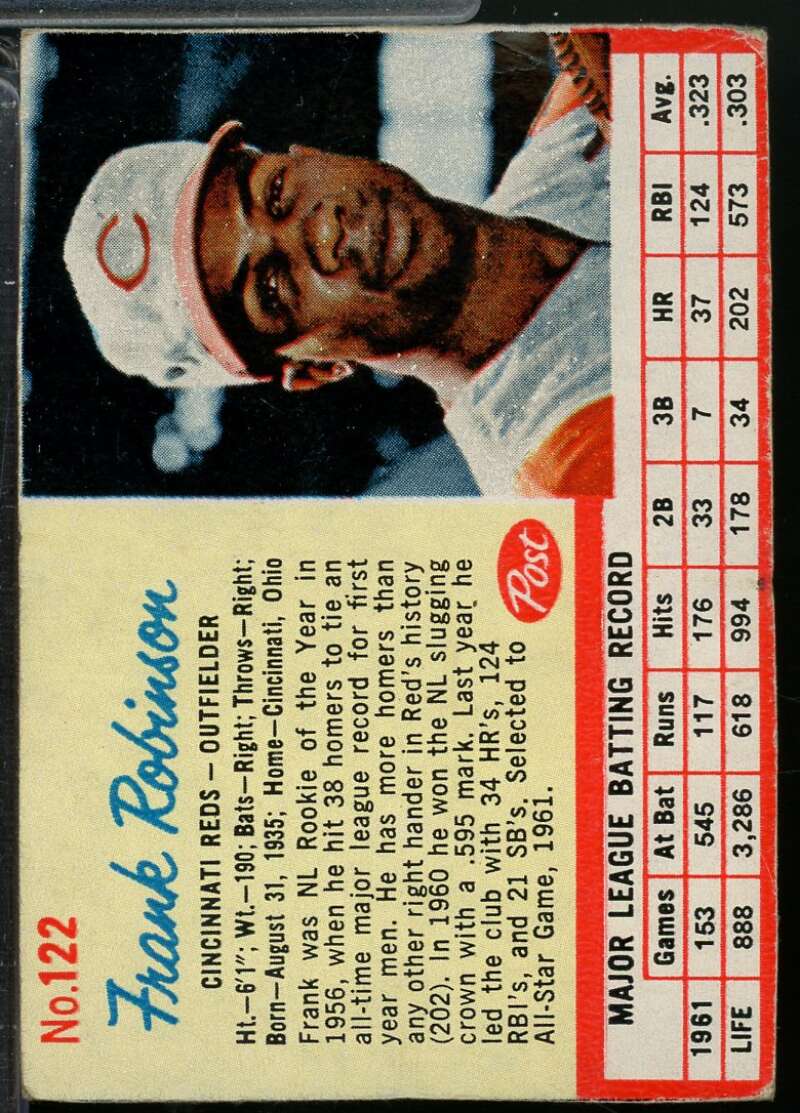 No.122
Frank Robinson
CINCINNATI REDS – OUTFIELDER
Ht.—6'1"; Wt.—190; Bats—Right; Throws—Right;
Born—August 31, 1935; Home—Cincinnati, Ohio
Frank was NL Rookie of the Year in
1956, when he hit 38 homers to tie an
all-time major league record for first
year men. He has more homers than
any other right hander in Red's history
(202). In 1960 he won the NL slugging
crown with a .595 mark. Last year he
led the club with 34 HR's, 124
RBI's, and 21 SB's. Selected to
All-Star Game, 1961.
Post
C
MAJOR LEAGUE BATTING RECORD
Games At Bat Runs Hits 2B 3B HR RBI Avg.
1961 153 545 117 176 33 7 37 124 .323
LIFE 888 3,286 618 994 178 34 202 573 .303